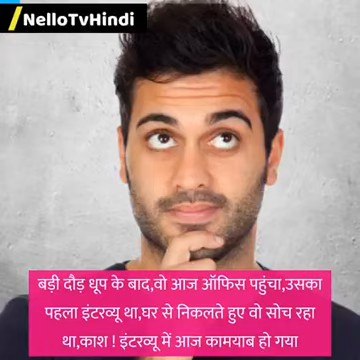 /NelloTvHindi
बड़ी दौड़ धूप के बाद,वो आज ऑफिस पहुंचा,उसका
पहला इंटरव्यू था,घर से निकलते हुए वो सोच रहा
था,काश ! इंटरव्यू में आज कामयाब हो गया